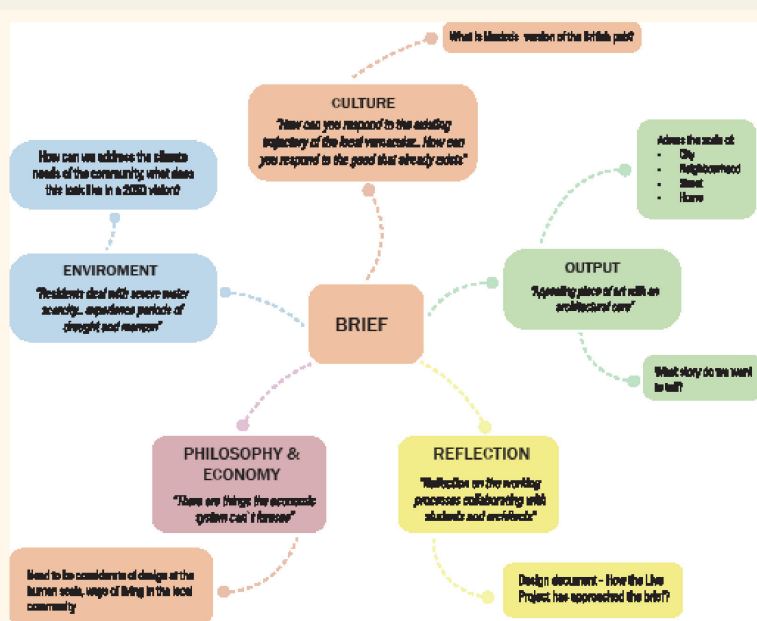 What is Mexico's version of the British pub?
CULTURE
"How can you respond to the existing
trajectory of the local vernacular... How can
you respond to the good that already exists"
How can we address the climate
needs of the community, what does
this look like in a 2050 vision?
Across the scale of:
• City
• Neighbourhood
• Street
• Home
ENVIROMENT
"Residents deal with severe water
scarcity... experience periods of
drought and monsoon"
OUTPUT
"Appealing piece of art with an
architectural core"
BRIEF
"What story do we want
to tell?
PHILOSOPHY &
ECONOMY
"There are things the economic
system can't foresee"
REFLECTION
"Reflection on the working
processes collaborating with
students and architects"
Need to be considerate of design at the
human scale, ways of living in the local
community
Design document - How the Live
Project has approached the brief?